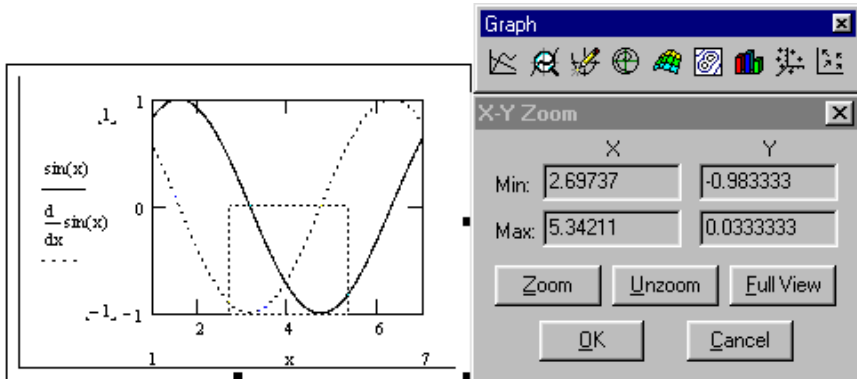 1
1
sin(x)
d
dx
sin(x)
0
-1
-1
2
4
6
1
x
7
Graph
X-Y Zoom
X Y
Min: 2.69737 -0.983333
Max: 5.34211 0.0333333
Zoom Unzoom Full View
OK Cancel